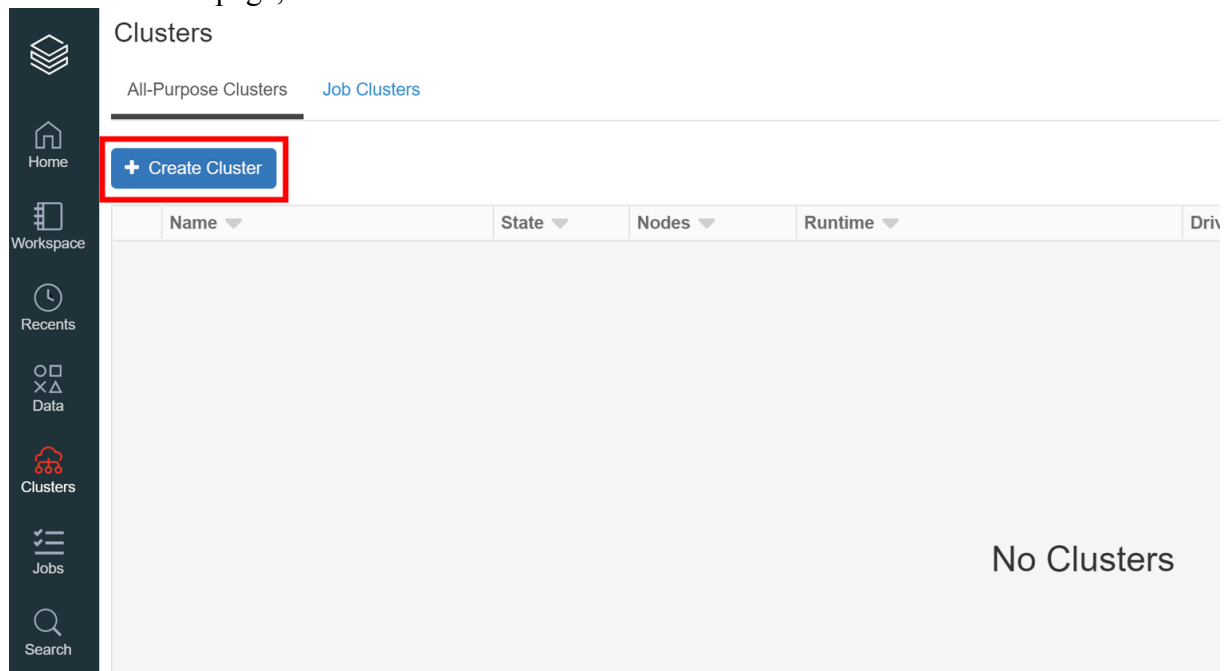 Clusters
All-Purpose Clusters Job Clusters
+ Create Cluster
Name State Nodes Runtime
No Clusters
Home
Workspace
Recents
Data
Clusters
Jobs
Search